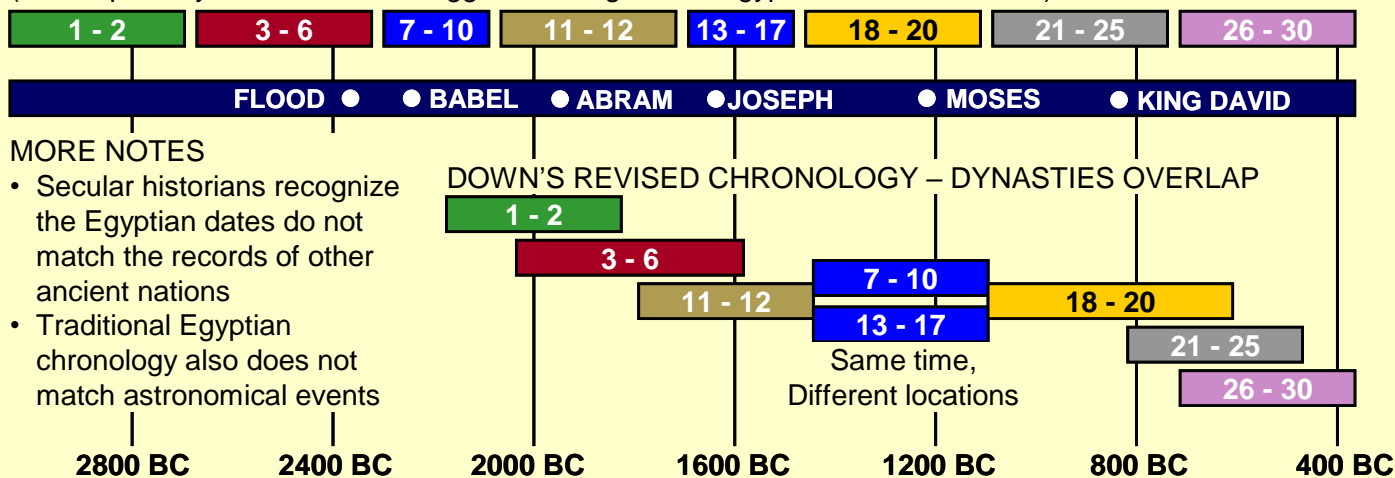 1 - 2 3 - 6 7 - 10 11 - 12 13 - 17 18 - 20 21 - 25 26 - 30
FLOOD BABEL ABRAM JOSEPH MOSES KING DAVID
MORE NOTES
• Secular historians recognize
the Egyptian dates do not
match the records of other
ancient nations
• Traditional Egyptian
chronology also does not
match astronomical events
DOWN'S REVISED CHRONOLOGY – DYNASTIES OVERLAP
1 - 2
3 - 6
7 - 10
11 - 12
18 - 20
13 - 17
21 - 25
Same time,
Different locations
26 - 30
2800 BC 2400 BC 2000 BC 1600 BC 1200 BC 800 BC 400 BC